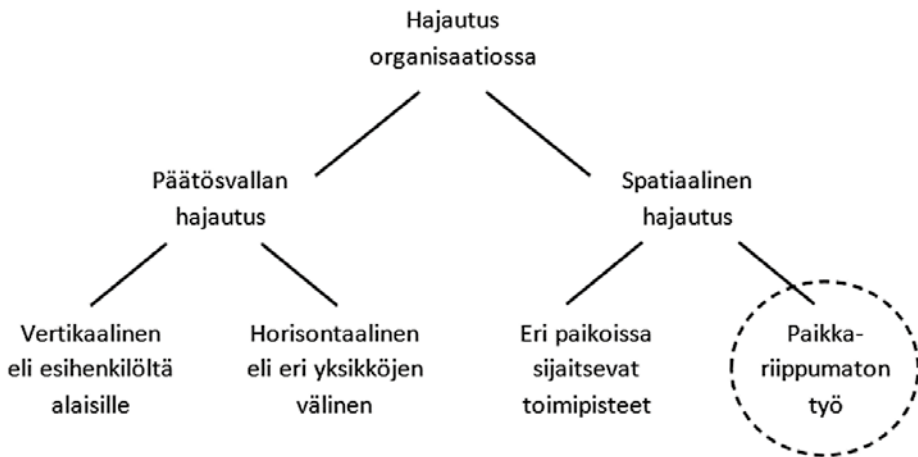 Hajautus
organisaatiossa
Päätösvallan
hajautus
Spatiaalinen
hajautus
Vertikaalinen
eli esihenkilöltä
alaisille
Horisontaalinen
eli eri yksikköjen
välinen
Eri paikoissa
sijaitsevat
toimipisteet
Paikka-
riippumaton
työ